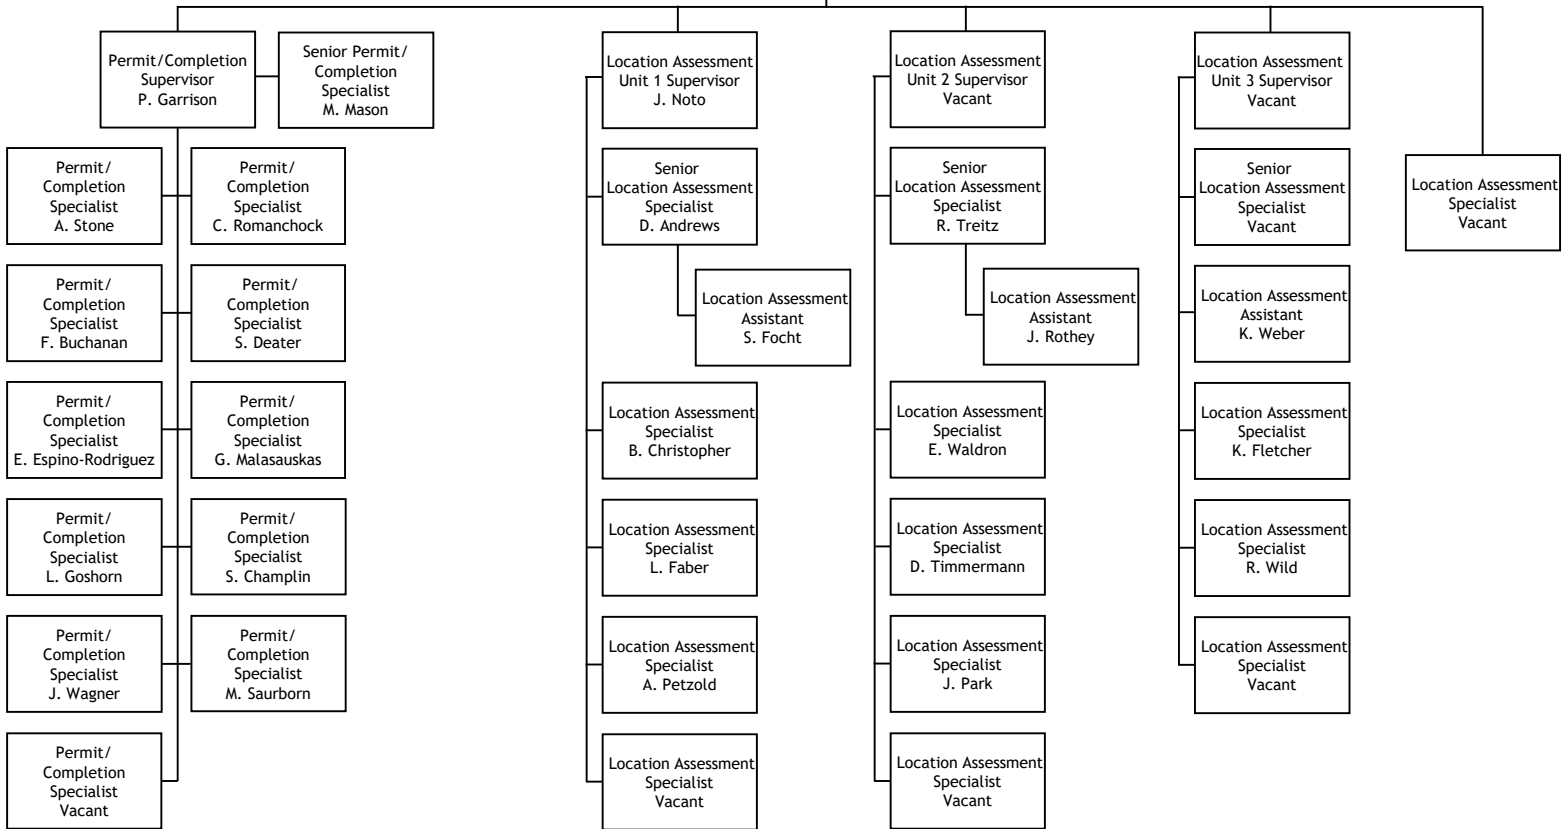 Permit/Completion
Supervisor
P. Garrison
Senior Permit/
Completion
Specialist
M. Mason
Permit/
Completion
Specialist
A. Stone
Permit/
Completion
Specialist
C. Romanchock
Permit/
Completion
Specialist
F. Buchanan
Permit/
Completion
Specialist
S. Deater
Permit/
Completion
Specialist
E. Espino-Rodriguez
Permit/
Completion
Specialist
G. Malasauskas
Permit/
Completion
Specialist
L. Goshorn
Permit/
Completion
Specialist
S. Champlin
Permit/
Completion
Specialist
J. Wagner
Permit/
Completion
Specialist
M. Saurborn
Permit/
Completion
Specialist
Vacant
Location Assessment
Unit 1 Supervisor
J. Noto
Senior
Location Assessment
Specialist
D. Andrews
Location Assessment
Assistant
S. Focht
Location Assessment
Specialist
B. Christopher
Location Assessment
Specialist
L. Faber
Location Assessment
Specialist
A. Petzold
Location Assessment
Specialist
Vacant
Location Assessment
Unit 2 Supervisor
Vacant
Senior
Location Assessment
Specialist
R. Treitz
Location Assessment
Assistant
J. Rothey
Location Assessment
Specialist
E. Waldron
Location Assessment
Specialist
D. Timmermann
Location Assessment
Specialist
J. Park
Location Assessment
Specialist
Vacant
Location Assessment
Unit 3 Supervisor
Vacant
Senior
Location Assessment
Specialist
Vacant
Location Assessment
Assistant
K. Weber
Location Assessment
Specialist
K. Fletcher
Location Assessment
Specialist
R. Wild
Location Assessment
Specialist
Vacant
Location Assessment
Specialist
Vacant